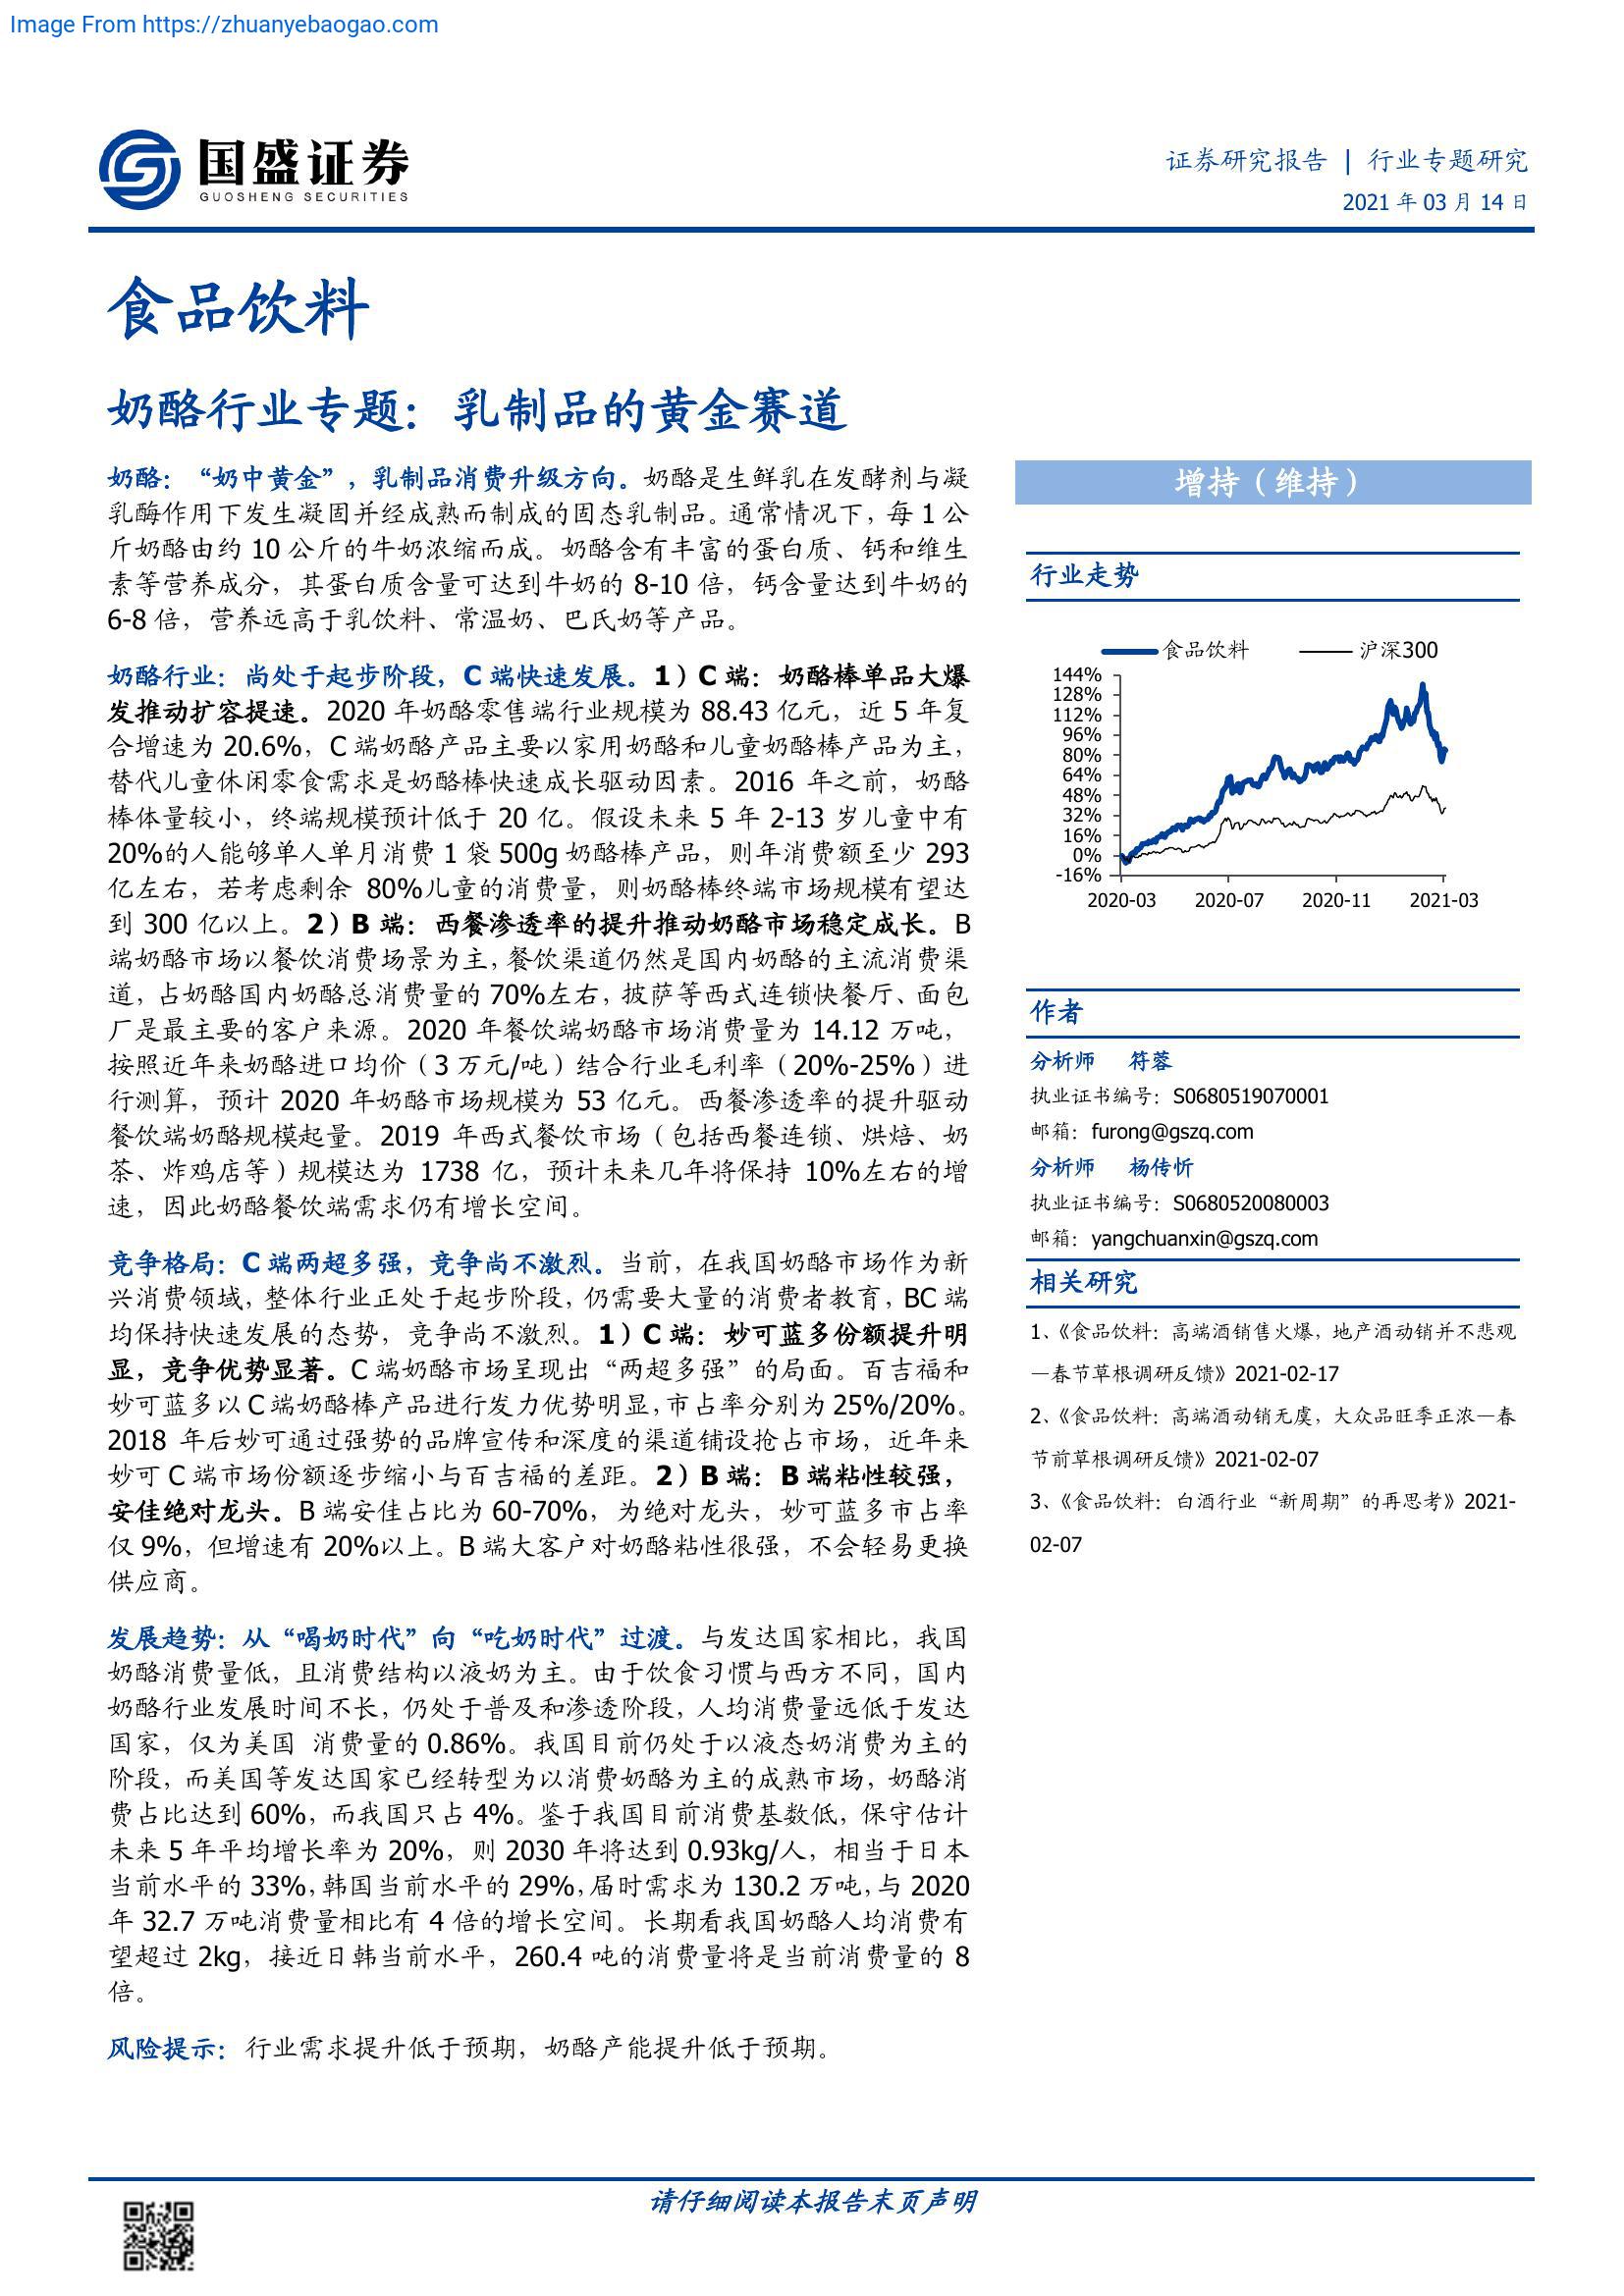 Image From https://zhuanyebaogao.com
国盛证券
GUOSHENG SECURITIES
证券研究报告 | 行业专题研究
2021 年 03 月 14 日
食品饮料
奶酪行业专题：乳制品的黄金赛道
奶酪：“奶中黄金”，乳制品消费升级方向。奶酪是生鲜乳在发酵剂与凝
乳酶作用下发生凝固并经成熟而制成的固态乳制品。通常情况下，每 1 公
斤奶酪由约 10 公斤的牛奶浓缩而成。奶酪含有丰富的蛋白质、钙和维生
素等营养成分，其蛋白质含量可达到牛奶的 8-10 倍，钙含量达到牛奶的
6-8 倍，营养远高于乳饮料、常温奶、巴氏奶等产品。
奶酪行业：尚处于起步阶段，C 端快速发展。1）C 端：奶酪棒单品大爆
发推动扩容提速。2020 年奶酪零售端行业规模为 88.43 亿元，近 5 年复
合增速为 20.6%，C 端奶酪产品主要以家用奶酪和儿童奶酪棒产品为主，
替代儿童休闲零食需求是奶酪棒快速成长驱动因素。2016 年之前，奶酪
棒体量较小，终端规模预计低于 20 亿。假设未来 5 年 2-13 岁儿童中有
20%的人能够单人单月消费 1 袋 500g 奶酪棒产品，则年消费额至少 293
亿左右，若考虑剩余 80%儿童的消费量，则奶酪棒终端市场规模有望达
到 300 亿以上。2）B 端：西餐渗透率的提升推动奶酪市场稳定成长。B
端奶酪市场以餐饮消费场景为主，餐饮渠道仍然是国内奶酪的主流消费渠
道，占奶酪国内奶酪总消费量的 70%左右，披萨等西式连锁快餐厅、面包
厂是最主要的客户来源。2020 年餐饮端奶酪市场消费量为 14.12 万吨，
按照近年来奶酪进口均价（3 万元/吨）结合行业毛利率（20%-25%）进
行测算，预计 2020 年奶酪市场规模为 53 亿元。西餐渗透率的提升驱动
餐饮端奶酪规模起量。2019 年西式餐饮市场（包括西餐连锁、烘焙、奶
茶、炸鸡店等）规模达为 1738 亿，预计未来几年将保持 10%左右的增
速，因此奶酪餐饮端需求仍有增长空间。
竞争格局：C 端两超多强，竞争尚不激烈。当前，在我国奶酪市场作为新
兴消费领域，整体行业正处于起步阶段，仍需要大量的消费者教育，BC 端
均保持快速发展的态势，竞争尚不激烈。1）C 端：妙可蓝多份额提升明
显，竞争优势显著。C 端奶酪市场呈现出“两超多强”的局面。百吉福和
妙可蓝多以 C 端奶酪棒产品进行发力优势明显，市占率分别为 25%/20%。
2018 年后妙可通过强势的品牌宣传和深度的渠道铺设抢占市场，近年来
妙可 C 端市场份额逐步缩小与百吉福的差距。2）B 端：B 端粘性较强，
安佳绝对龙头。B 端安佳占比为 60-70%，为绝对龙头，妙可蓝多市占率
仅 9%，但增速有 20%以上。B 端大客户对奶酪粘性很强，不会轻易更换
供应商。
发展趋势：从“喝奶时代”向“吃奶时代”过渡。与发达国家相比，我国
奶酪消费量低，且消费结构以液奶为主。由于饮食习惯与西方不同，国内
奶酪行业发展时间不长，仍处于普及和渗透阶段，人均消费量远低于发达
国家，仅为美国 消费量的 0.86%。我国目前仍处于以液态奶消费为主的
阶段，而美国等发达国家已经转型为以消费奶酪为主的成熟市场，奶酪消
费占比达到 60%，而我国只占 4%。鉴于我国目前消费基数低，保守估计
未来 5 年平均增长率为 20%，则 2030 年将达到 0.93kg/人，相当于日本
当前水平的 33%，韩国当前水平的 29%，届时需求为 130.2 万吨，与 2020
年 32.7 万吨消费量相比有 4 倍的增长空间。长期看我国奶酪人均消费有
望超过 2kg，接近日韩当前水平，260.4 吨的消费量将是当前消费量的 8
倍。
风险提示：行业需求提升低于预期，奶酪产能提升低于预期。
增持（维持）
行业走势
食品饮料 沪深300
144%
128%
112%
96%
80%
64%
48%
32%
16%
0%
-16%
2020-03 2020-07 2020-11 2021-03
作者
分析师 符蓉
执业证书编号：S0680519070001
邮箱：furong@gszq.com
分析师 杨传忻
执业证书编号：S0680520080003
邮箱：yangchuanxin@gszq.com
相关研究
1、《食品饮料：高端酒销售火爆，地产酒动销并不悲观
—春节草根调研反馈》2021-02-17
2、《食品饮料：高端酒动销无虞，大众品旺季正浓—春
节前草根调研反馈》2021-02-07
3、《食品饮料：白酒行业“新周期”的再思考》2021-
02-07
请仔细阅读本报告末页声明